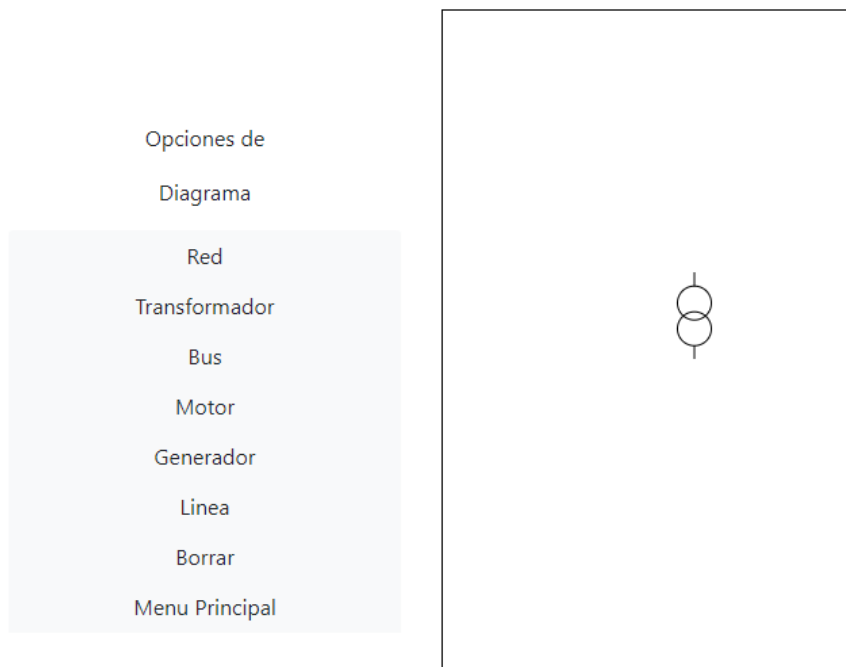 Opciones de
Diagrama
Red
Transformador
Bus
Motor
Generador
Linea
Borrar
Menu Principal